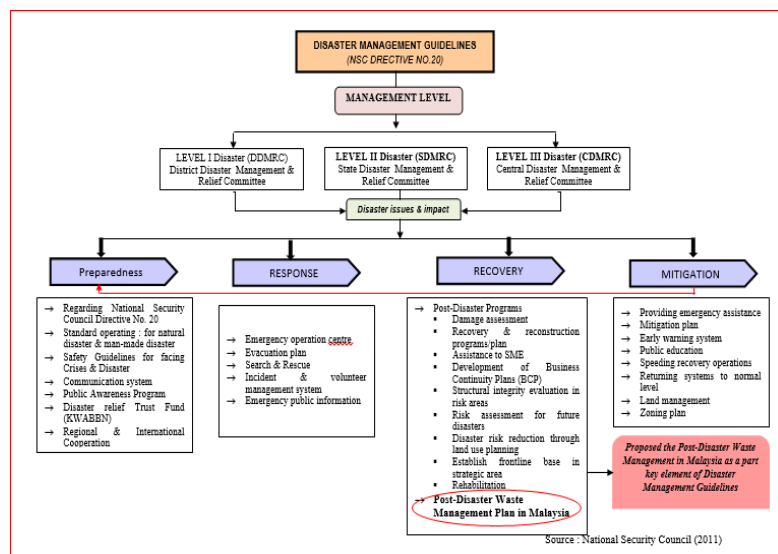 DISASTER MANAGEMENT GUIDELINES
(NSC DRECTIVE NO.20)
MANAGEMENT LEVEL
LEVEL I Disaster (DDMRC)
District Disaster Management &
Relief Committee
LEVEL II Disaster (SDMRC)
State Disaster Management &
Relief Committee
LEVEL III Disaster (CDMRC)
Central Disaster Management &
Relief Committee
Disaster issues & impact
Preparedness
RESPONSE
RECOVERY
MITIGATION
→ Regarding National Security
Council Directive No. 20
→ Standard operating : for natural
disaster & man-made disaster
→ Safety Guidelines for facing
Crises & Disaster
→ Communication system
→ Public Awareness Program
→ Disaster relief Trust Fund
(KWABBN)
→ Regional & International
Cooperation
→ Emergency operation centre
→ Evacuation plan
→ Search & Rescue
→ Incident & volunteer
management system
→ Emergency public information
→ Post-Disaster Programs
▪ Damage assessment
▪ Recovery & reconstruction
programs/plan
▪ Assistance to SME
▪ Development of Business
Continuity Plans (BCP)
▪ Structural integrity evaluation in
risk areas
▪ Risk assessment for future
disasters
▪ Disaster risk reduction through
land use planning
▪ Establish frontline base in
strategic area
▪ Rehabilitation
→ Post-Disaster Waste
Management Plan in Malaysia
→ Providing emergency assistance
→ Mitigation plan
→ Early warning system
→ Public education
→ Speeding recovery operations
→ Returning systems to normal
level
→ Land management
→ Zoning plan
Proposed the Post-Disaster Waste
Management in Malaysia as a part
key element of Disaster
Management Guidelines
Source : National Security Council (2011)